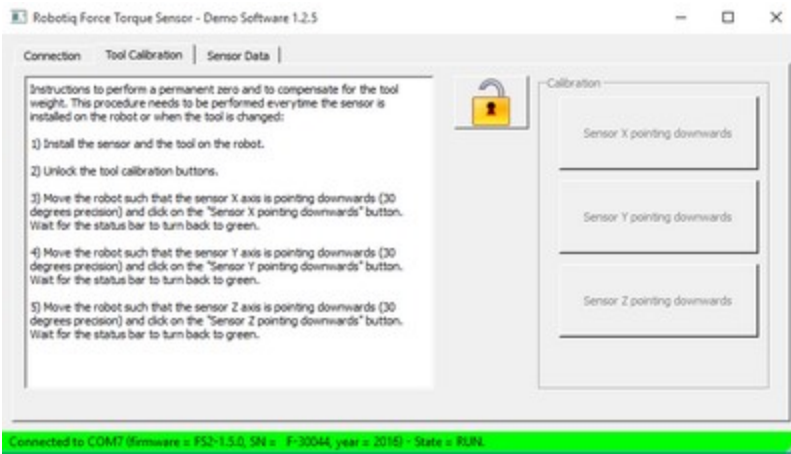 Robotiq Force Torque Sensor - Demo Software 1.2.5
Connection Tool Calibration Sensor Data
Instructions to perform a permanent zero and to compensate for the tool
weight. This procedure needs to be performed everytime the sensor is
installed on the robot or when the tool is changed:
1) Install the sensor and the tool on the robot.
2) Unlock the tool calibration buttons.
3) Move the robot such that the sensor X axis is pointing downwards (30
degrees precision) and click on the "Sensor X pointing downwards" button.
Wait for the status bar to turn back to green.
4) Move the robot such that the sensor Y axis is pointing downwards (30
degrees precision) and click on the "Sensor Y pointing downwards" button.
Wait for the status bar to turn back to green.
5) Move the robot such that the sensor Z axis is pointing downwards (30
degrees precision) and click on the "Sensor Z pointing downwards" button.
Wait for the status bar to turn back to green.
Calibration
Sensor X pointing downwards
Sensor Y pointing downwards
Sensor Z pointing downwards
Connected to COM7 (firmware = FS2-1.5.0, SN = F-30044, year = 2016) - State = RUN.